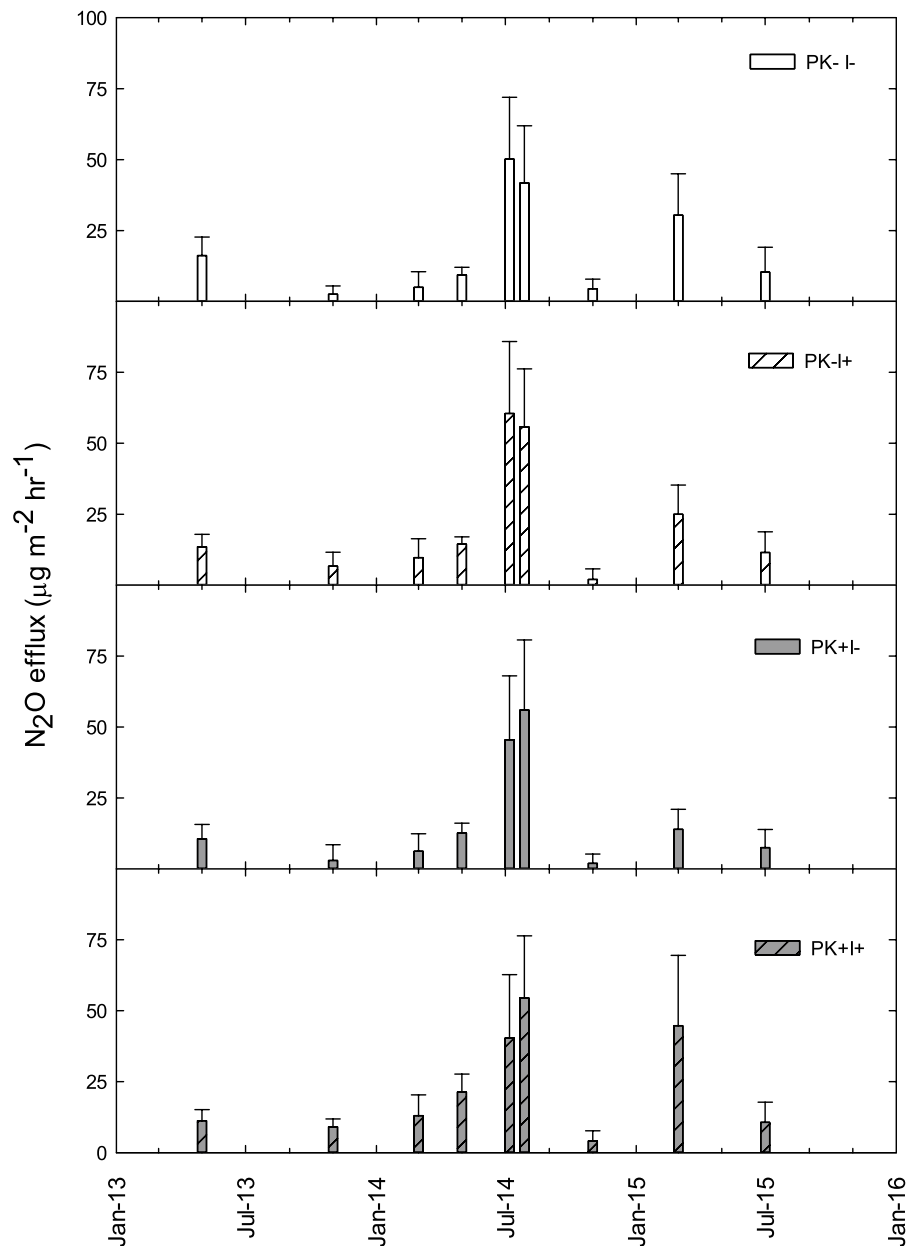 100
75
50
25
PK- I-
75
50
25
PK-I+
75
50
25
PK+I-
75
50
25
0
PK+I+
N₂O efflux (μg m⁻² hr⁻¹)
Jan-13
Jul-13
Jan-14
Jul-14
Jan-15
Jul-15
Jan-16